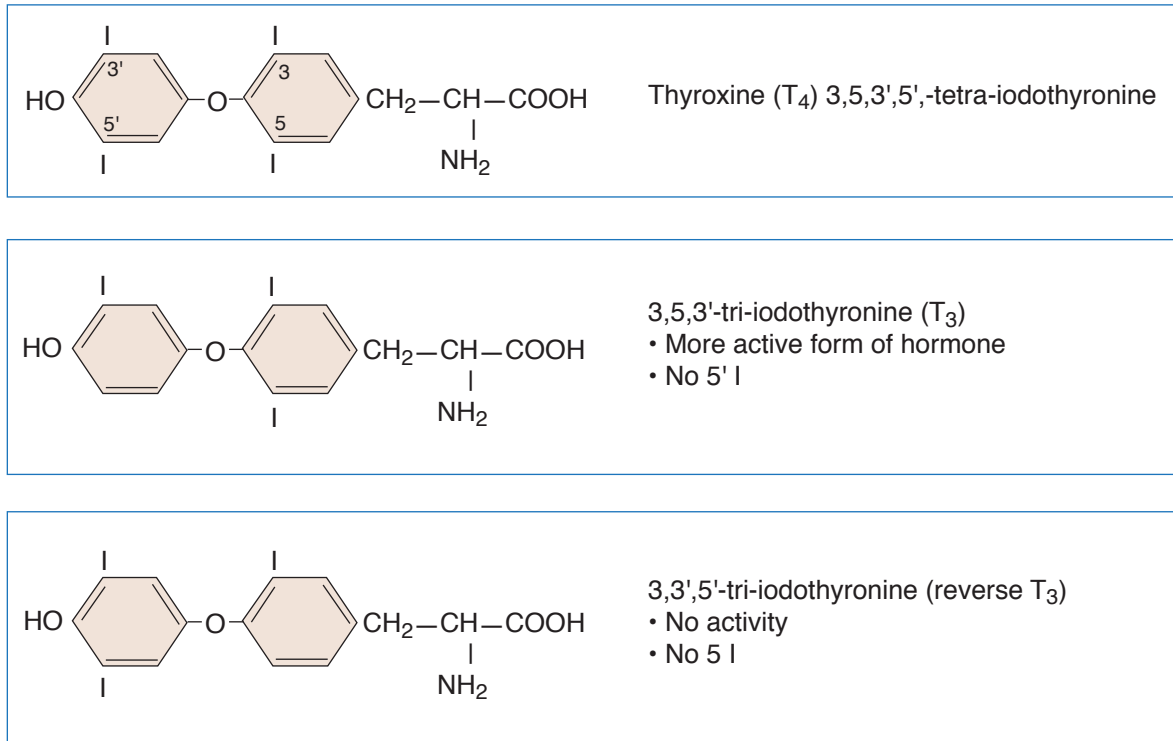 I I
3' 3
HO O CH₂–CH–COOH
5' 5
I I NH₂
Thyroxine (T₄) 3,5,3',5',-tetra-iodothyronine
I I
HO O CH₂–CH–COOH
I NH₂
3,5,3'-tri-iodothyronine (T₃)
• More active form of hormone
• No 5' I
I I
HO O CH₂–CH–COOH
I NH₂
3,3',5'-tri-iodothyronine (reverse T₃)
• No activity
• No 5 I